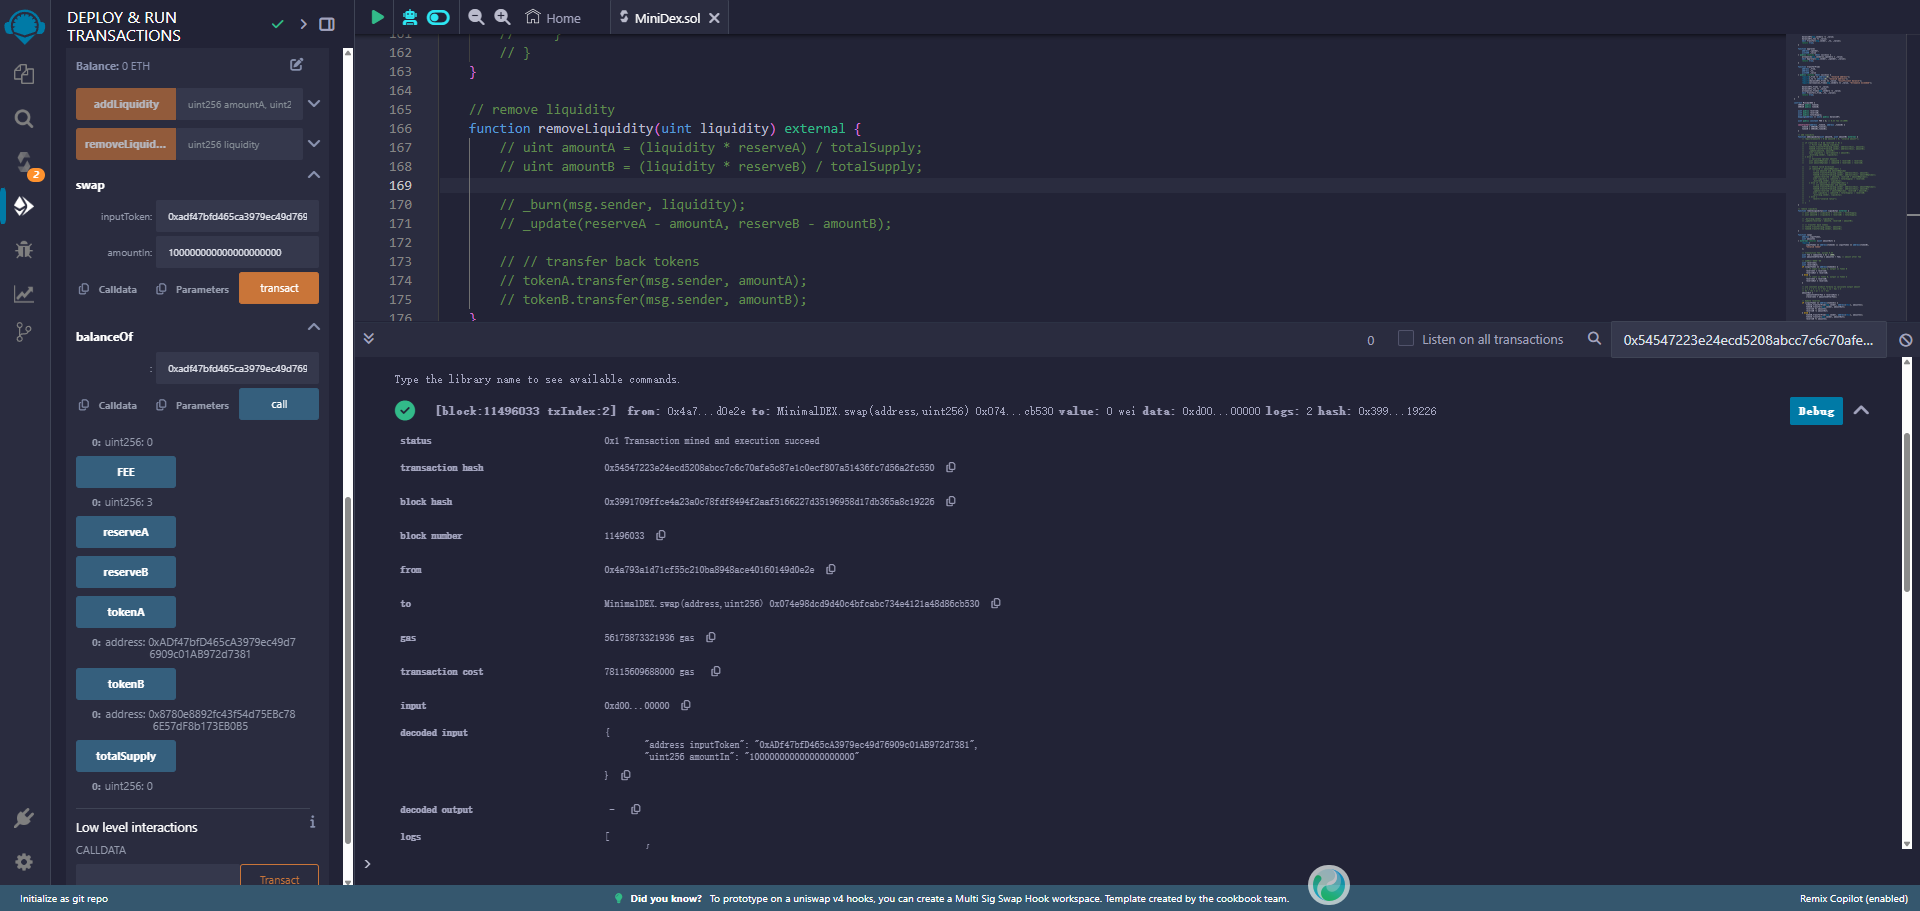 DEPLOY & RUN
TRANSACTIONS
Balance: 0 ETH
addLiquidity
uint256 amountA, uint2
removeLiquid...
uint256 liquidity
swap
inputToken:
0xadf47bfd465ca3979ec49d769
amountIn:
100000000000000000000
Calldata
Parameters
transact
balanceOf
:
0xadf47bfd465ca3979ec49d769
Calldata
Parameters
call
0: uint256: 0
FEE
0: uint256: 3
reserveA
reserveB
tokenA
0: address: 0xADf47bfD465cA3979ec49d7
6909c01AB972d7381
tokenB
0: address: 0x8780e8892fc43f54d75EBc78
6E57dF8b173EB0B5
totalSupply
0: uint256: 0
Low level interactions
i
CALLDATA
Transact
2
Home
MiniDex.sol
161 // }
162 // }
163 }
164
165 // remove liquidity
166 function removeLiquidity(uint liquidity) external {
167 // uint amountA = (liquidity * reserveA) / totalSupply;
168 // uint amountB = (liquidity * reserveB) / totalSupply;
169
170 // _burn(msg.sender, liquidity);
171 // _update(reserveA - amountA, reserveB - amountB);
172
173 // // transfer back tokens
174 // tokenA.transfer(msg.sender, amountA);
175 // tokenB.transfer(msg.sender, amountB);
176 }
0
Listen on all transactions
0x54547223e24ecd5208abcc7c6c70afe...
Type the library name to see available commands.
[block:11496033 txIndex:2] from: 0x4a7...d0e2e to: MinimalDEX.swap(address,uint256) 0x074...cb530 value: 0 wei data: 0xd00...00000 logs: 2 hash: 0x399...19226
Debug
status 0x1 Transaction mined and execution succeed
transaction hash 0x54547223e24ecd5208abcc7c6c70afe5c87e1c0ecf807a51436fc7d56a2fc550
block hash 0x3991709ffce4a23a0c78fdf8494f2aaf5166227d35196958d17db365a8c19226
block number 11496033
from 0x4a793a1d71cf55c210ba8948ace40160149d0e2e
to MinimalDEX.swap(address,uint256) 0x074e98dcd9d40c4bfcabc734e4121a48d86cb530
gas 56175873321936 gas
transaction cost 78115609688000 gas
input 0xd00...00000
decoded input {
"address inputToken": "0xADf47bfD465cA3979ec49d76909c01AB972d7381",
"uint256 amountIn": "100000000000000000000"
}
decoded output -
logs [
>
Initialize as git repo
Did you know? To prototype on a uniswap v4 hooks, you can create a Multi Sig Swap Hook workspace. Template created by the cookbook team.
Remix Copilot (enabled)